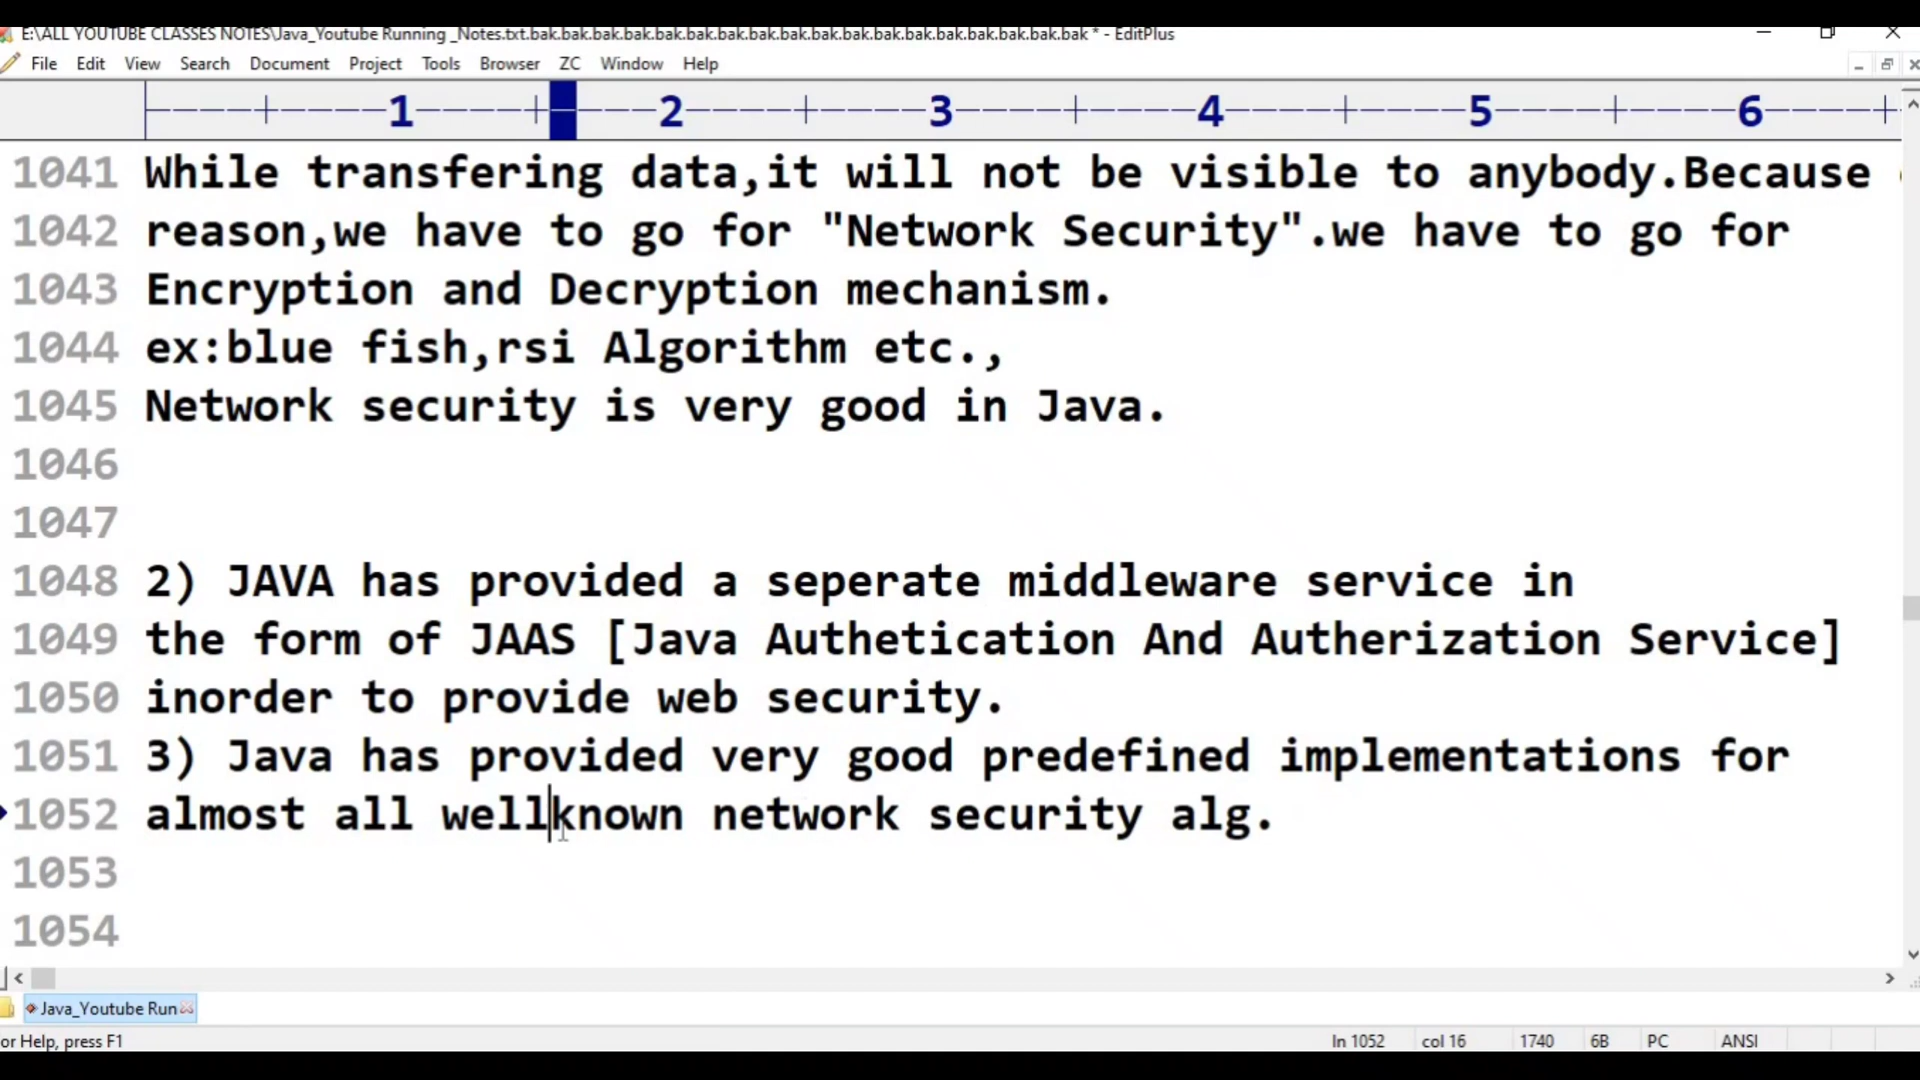 E:\ALL YOUTUBE CLASSES NOTES\Java_Youtube Running _Notes.txt.bak.bak.bak.bak.bak.bak.bak.bak.bak.bak.bak.bak.bak.bak.bak.bak.bak.bak * - EditPlus
File Edit View Search Document Project Tools Browser ZC Window Help
1 2 3 4 5 6
1041 While transfering data,it will not be visible to anybody.Because
1042 reason,we have to go for "Network Security".we have to go for
1043 Encryption and Decryption mechanism.
1044 ex:blue fish,rsi Algorithm etc.,
1045 Network security is very good in Java.
1046
1047
1048 2) JAVA has provided a seperate middleware service in
1049 the form of JAAS [Java Authetication And Autherization Service]
1050 inorder to provide web security.
1051 3) Java has provided very good predefined implementations for
1052 almost all wellknown network security alg.
1053
1054
Java_Youtube Run
or Help, press F1 ln 1052 col 16 1740 6B PC ANSI